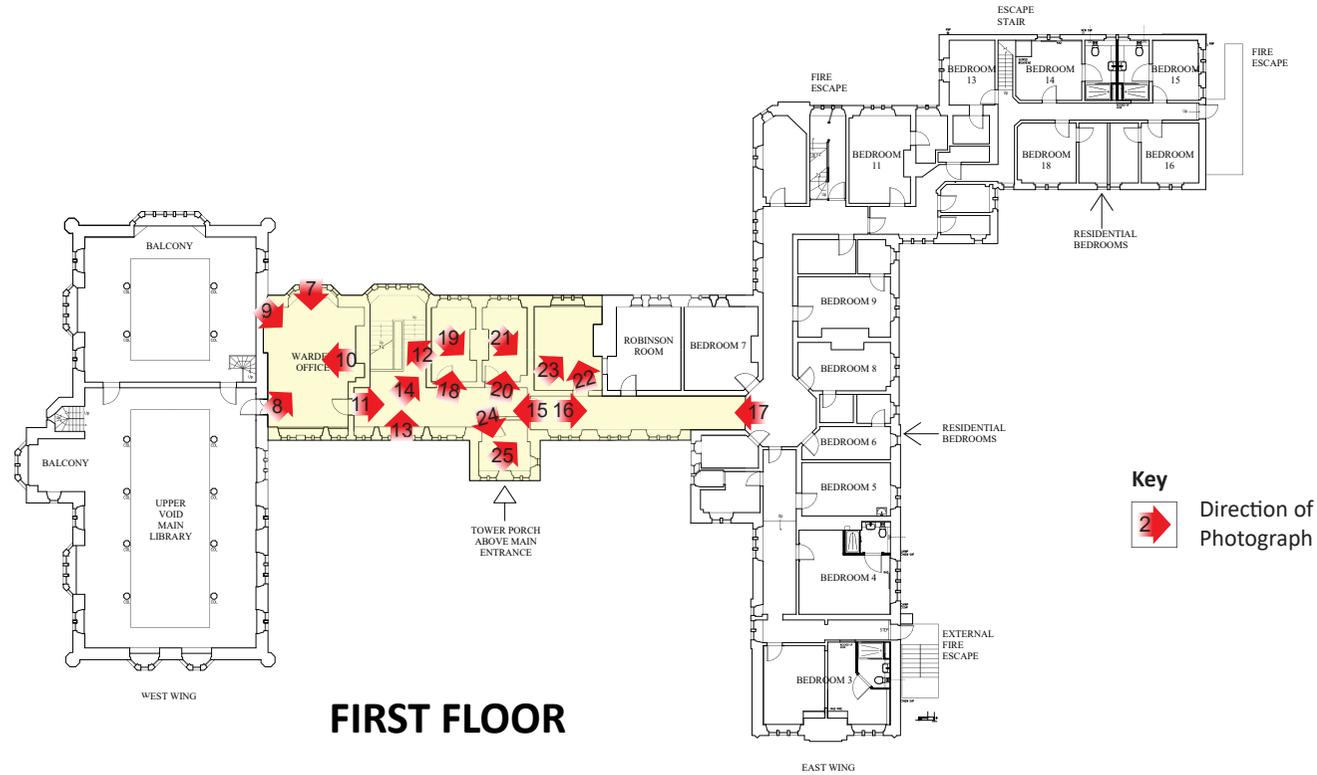 ESCAPE
STAIR
FIRE
ESCAPE
FIRE
ESCAPE
BEDROOM
13
BEDROOM
14
BEDROOM
15
BEDROOM
11
BEDROOM
18
BEDROOM
16
RESIDENTIAL
BEDROOMS
BALCONY
BEDROOM 9
7
9
WARDE
OFFICE
10
12
19
21
23
22
ROBINSON
ROOM
BEDROOM 7
BEDROOM 8
8
11
14
18
20
13
24
15
16
17
25
BEDROOM 6
RESIDENTIAL
BEDROOMS
BALCONY
BEDROOM 5
UPPER
VOID
MAIN
LIBRARY
TOWER PORCH
ABOVE MAIN
ENTRANCE
Key
2
Direction of
Photograph
BEDROOM 4
EXTERNAL
FIRE
ESCAPE
STEP
BEDROOM 3
WEST WING
FIRST FLOOR
EAST WING